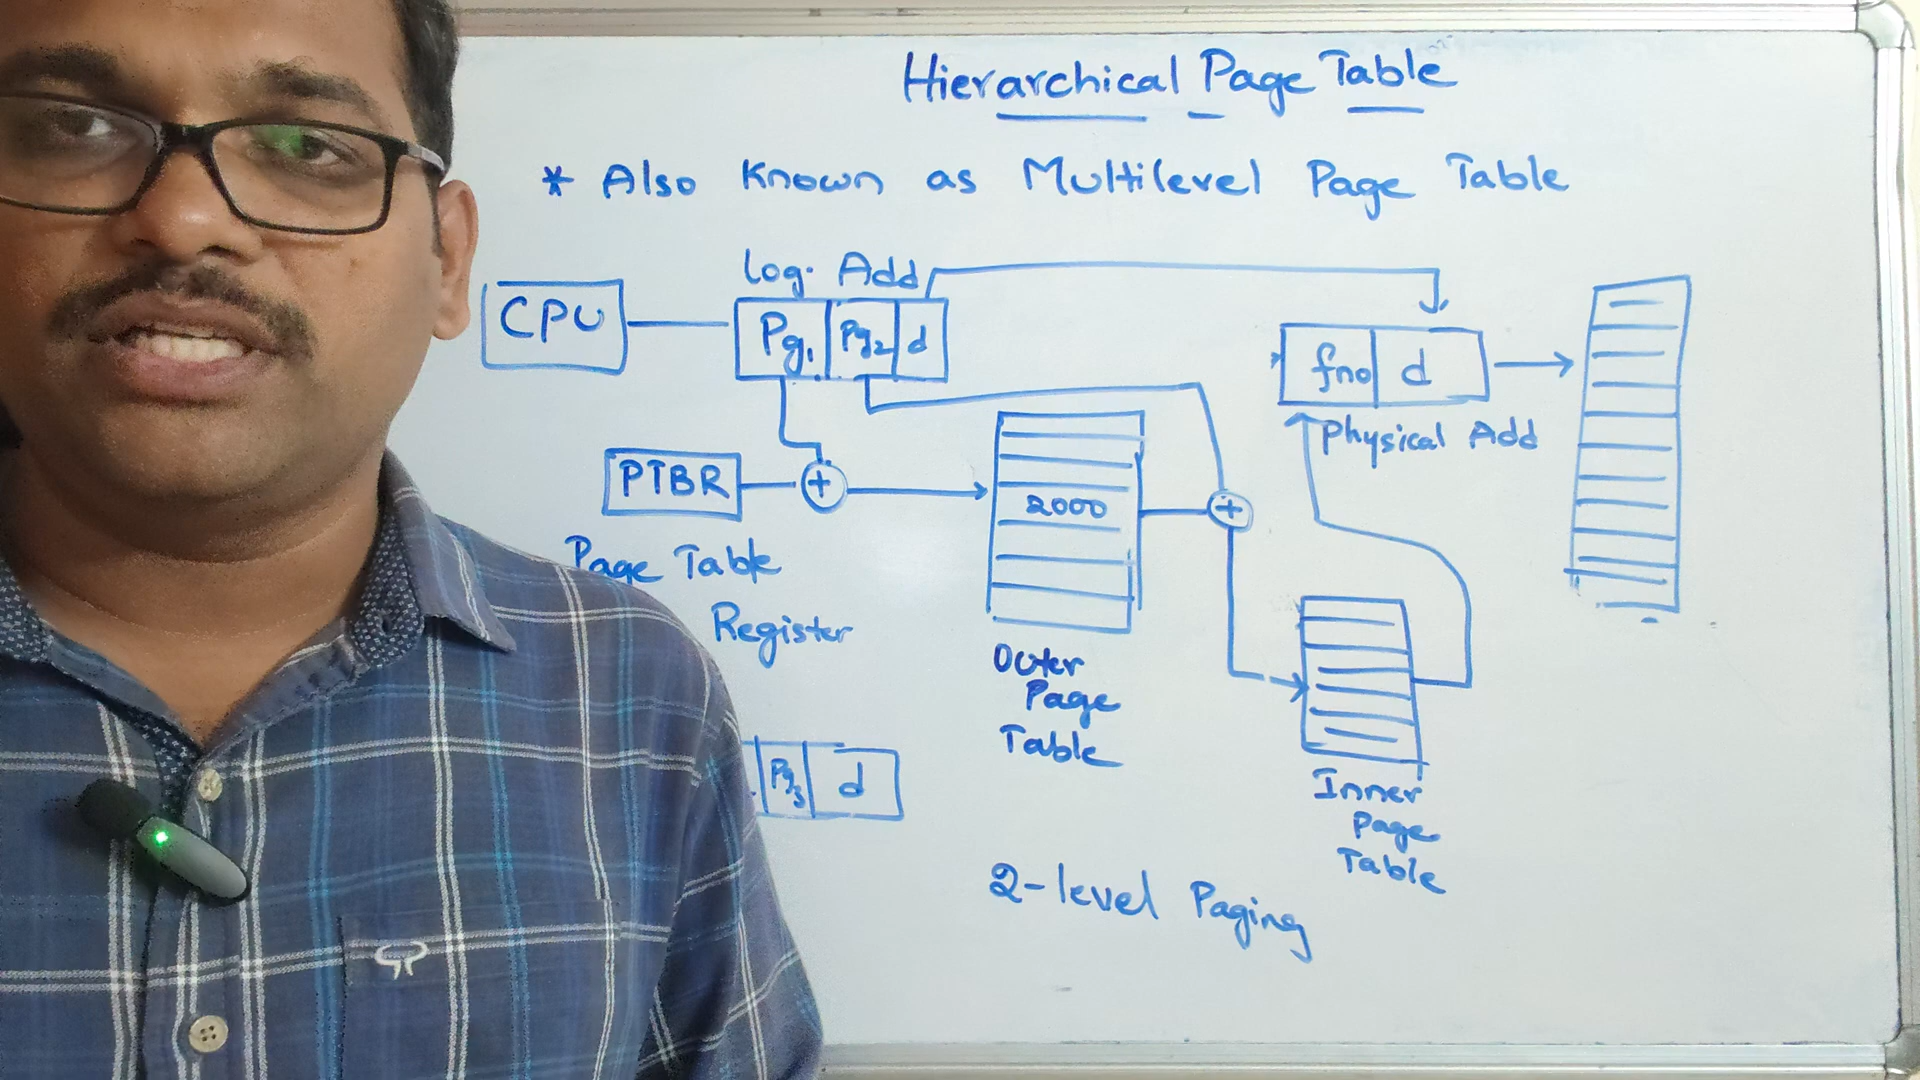 Hierarchical Page Table
* Also Known as Multilevel Page Table
Log. Add
CPU
Pg1 Pg2 d
fno d
Physical Add
PTBR
2000
Page Table
Register
Outer
Page
Table
Pg3 d
Inner
Page
Table
2-level Paging